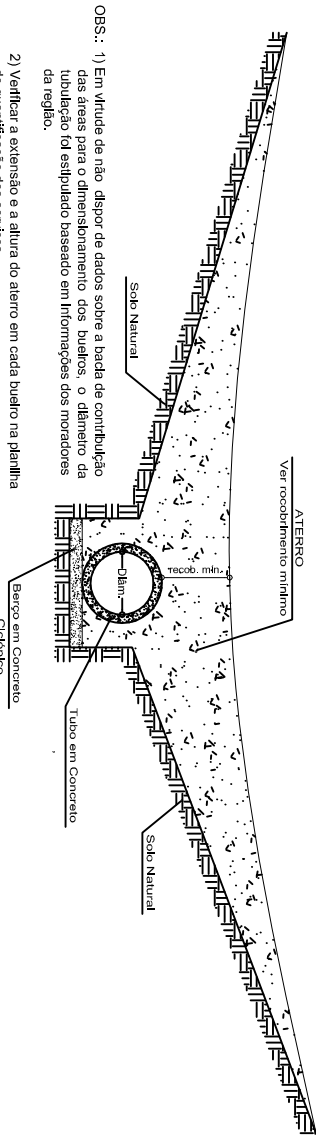 ATERRO
Ver rocobrimento mínimo
Solo Natural
recob. mín.
Diâm.
Solo Natural
Tubo em Concreto
Berço em Concreto
Ciclópico
OBS.: 1) Em virtude de não dispor de dados sobre a bacia de contribuição
das áreas para o dimensionamento dos bueiros, o diâmetro da
tubulação foi estipulado baseado em informações dos moradores
da região.
2) Verificar a extensão e a altura do aterro em cada bueiro na planilha